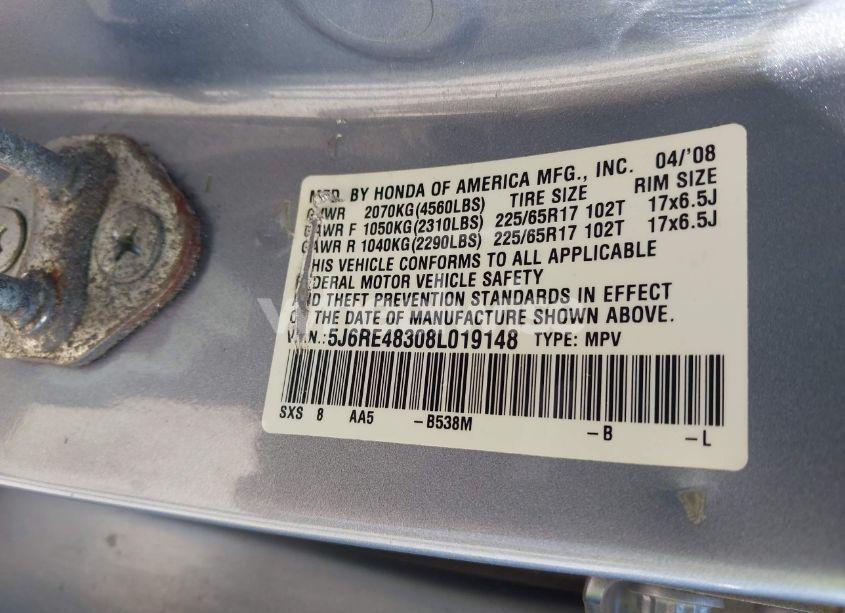 MFD. BY HONDA OF AMERICA MFG., INC. 04/'08
GVWR 2070KG(4560LBS) TIRE SIZE RIM SIZE
GAWR F 1050KG(2310LBS) 225/65R17 102T 17x6.5J
GAWR R 1040KG(2290LBS) 225/65R17 102T 17x6.5J
THIS VEHICLE CONFORMS TO ALL APPLICABLE
FEDERAL MOTOR VEHICLE SAFETY
AND THEFT PREVENTION STANDARDS IN EFFECT
ON THE DATE OF MANUFACTURE SHOWN ABOVE.
V.I.N.:5J6RE48308L019148 TYPE: MPV
SXS 8 AA5 -B538M -B -L